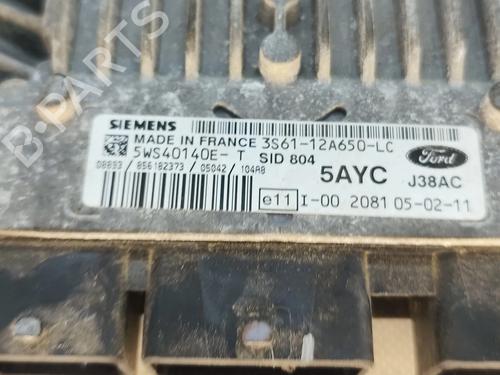 B-PARTS
SIEMENS
MADE IN FRANCE 3S61-12A650-LC
5WS40140E- T SID 804
Ford
5AYC J38AC
08893 / 856182373 / 05042 / 104A8
e11 I-00 2081 05-02-11